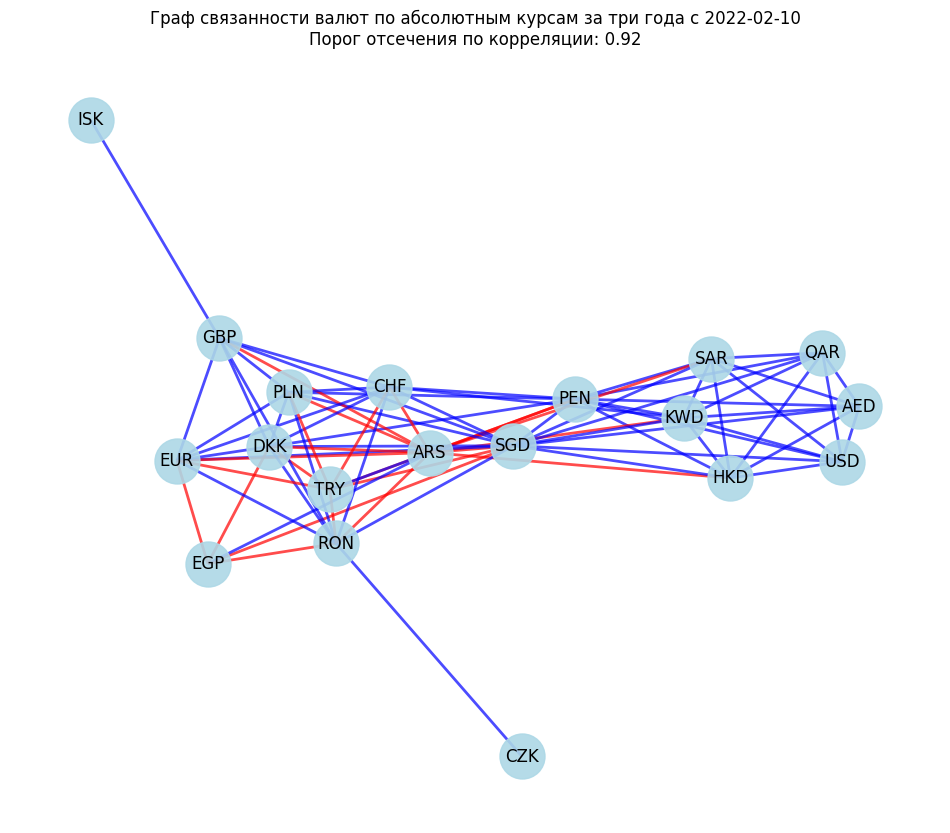 Граф связанности валют по абсолютным курсам за три года с 2022-02-10
Порог отсечения по корреляции: 0.92
ISK
GBP
PLN
CHF
PEN
SAR
QAR
AED
KWD
EUR
DKK
ARS
SGD
USD
HKD
TRY
RON
EGP
CZK